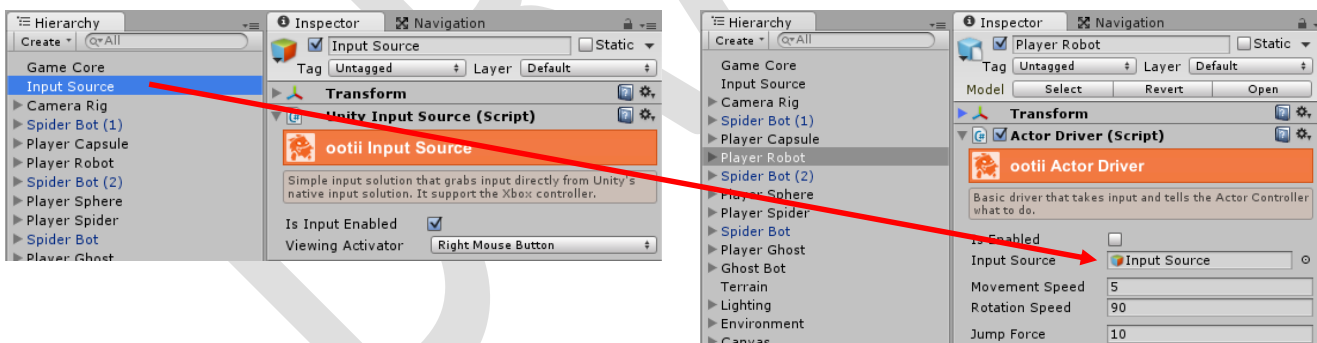 Hierarchy
Create
All
Game Core
Input Source
Camera Rig
Spider Bot (1)
Player Capsule
Player Robot
Spider Bot (2)
Player Sphere
Player Spider
Spider Bot
Player Ghost
Inspector Navigation
Input Source Static
Tag Untagged Layer Default
Transform
Unity Input Source (Script)
ootii Input Source
Simple input solution that grabs input directly from Unity's
native input solution. It support the Xbox controller.
Is Input Enabled
Viewing Activator Right Mouse Button
Hierarchy
Create
All
Game Core
Input Source
Camera Rig
Spider Bot (1)
Player Capsule
Player Robot
Spider Bot (2)
Player Sphere
Player Spider
Spider Bot
Player Ghost
Ghost Bot
Terrain
Lighting
Environment
Canvas
Inspector Navigation
Player Robot Static
Tag Untagged Layer Default
Model Select Revert Open
Transform
Actor Driver (Script)
ootii Actor Driver
Basic driver that takes input and tells the Actor Controller
what to do.
Is Enabled
Input Source Input Source
Movement Speed 5
Rotation Speed 90
Jump Force 10